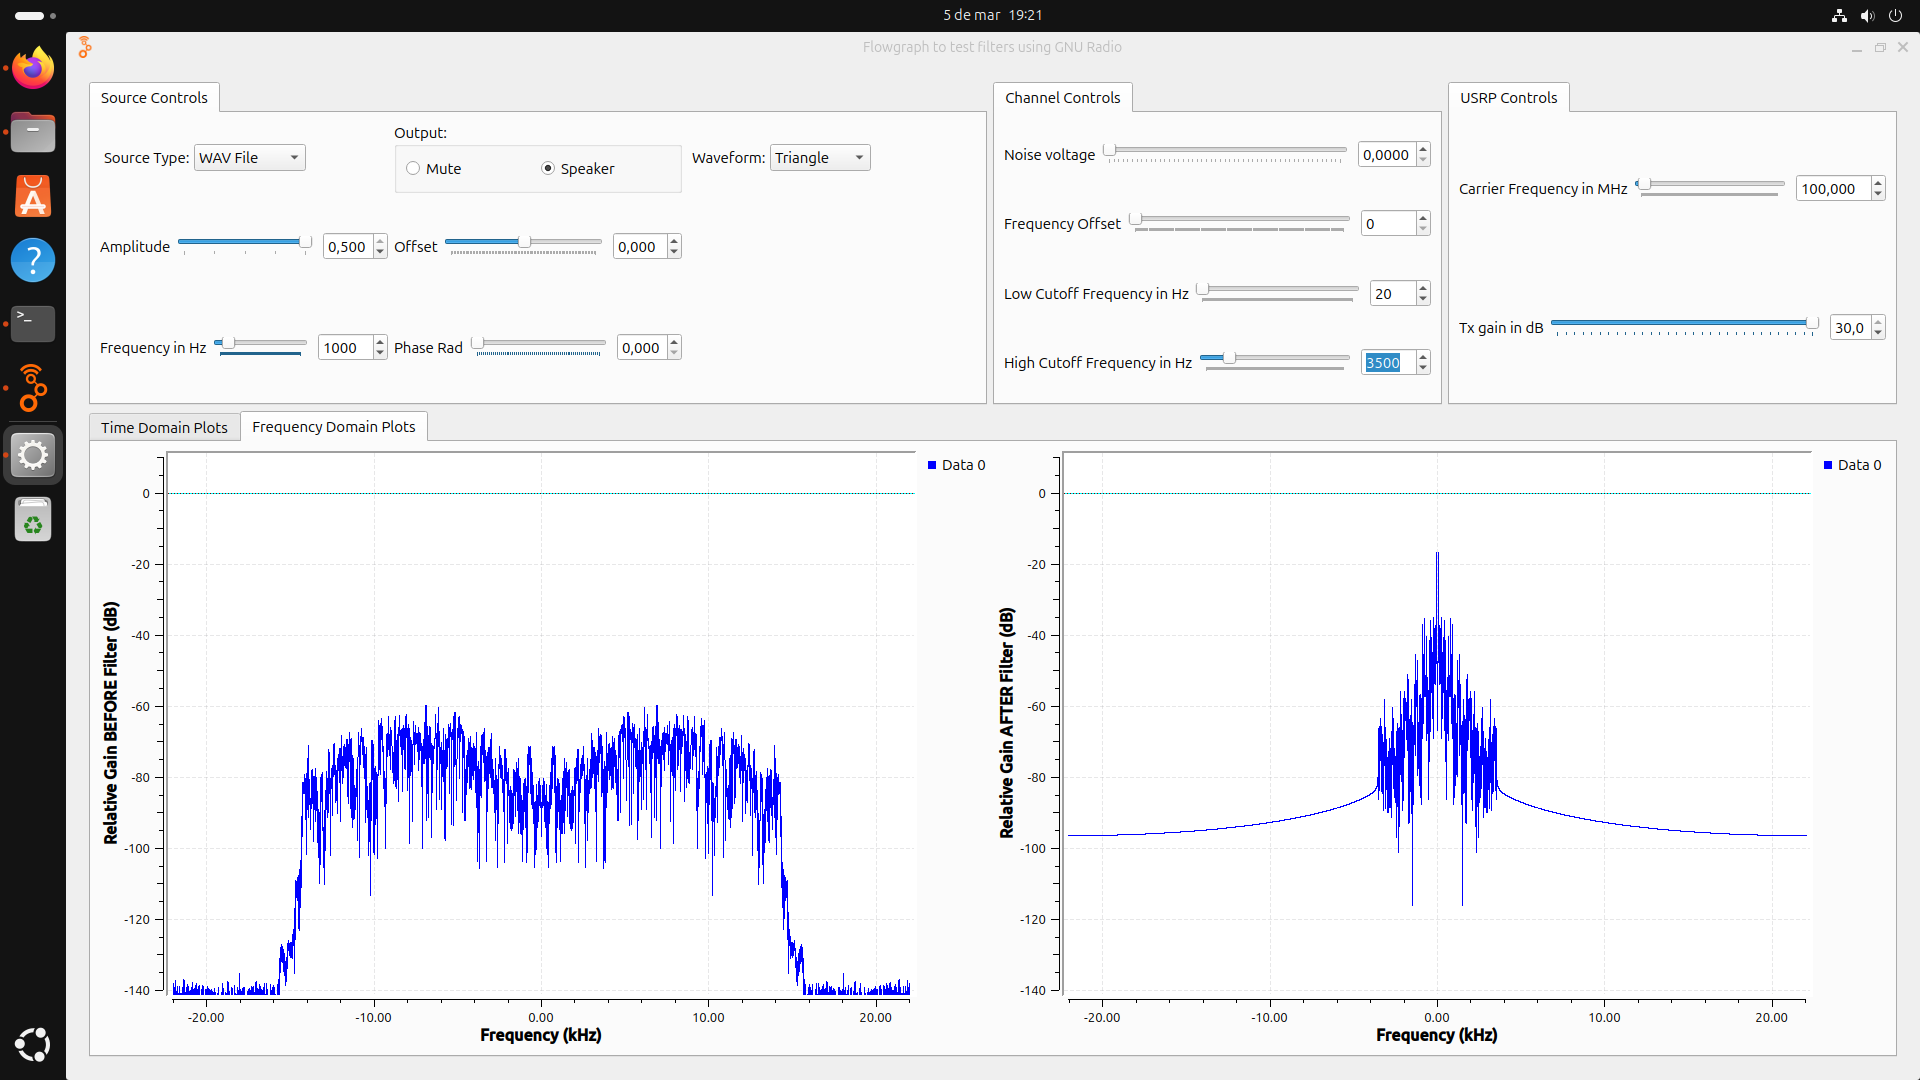 5 de mar 19:21
Flowgraph to test filters using GNU Radio
Source Controls
Output:
Source Type: WAV File
Mute
Speaker
Waveform: Triangle
Amplitude 0,500
Offset 0,000
Frequency in Hz 1000
Phase Rad 0,000
Channel Controls
Noise voltage 0,0000
Frequency Offset 0
Low Cutoff Frequency in Hz 20
High Cutoff Frequency in Hz 3500
USRP Controls
Carrier Frequency in MHz 100,000
Tx gain in dB 30,0
Time Domain Plots
Frequency Domain Plots
Relative Gain BEFORE Filter (dB)
0
-20
-40
-60
-80
-100
-120
-140
-20.00 -10.00 0.00 10.00 20.00
Frequency (kHz)
Data 0
Relative Gain AFTER Filter (dB)
0
-20
-40
-60
-80
-100
-120
-140
-20.00 -10.00 0.00 10.00 20.00
Frequency (kHz)
Data 0